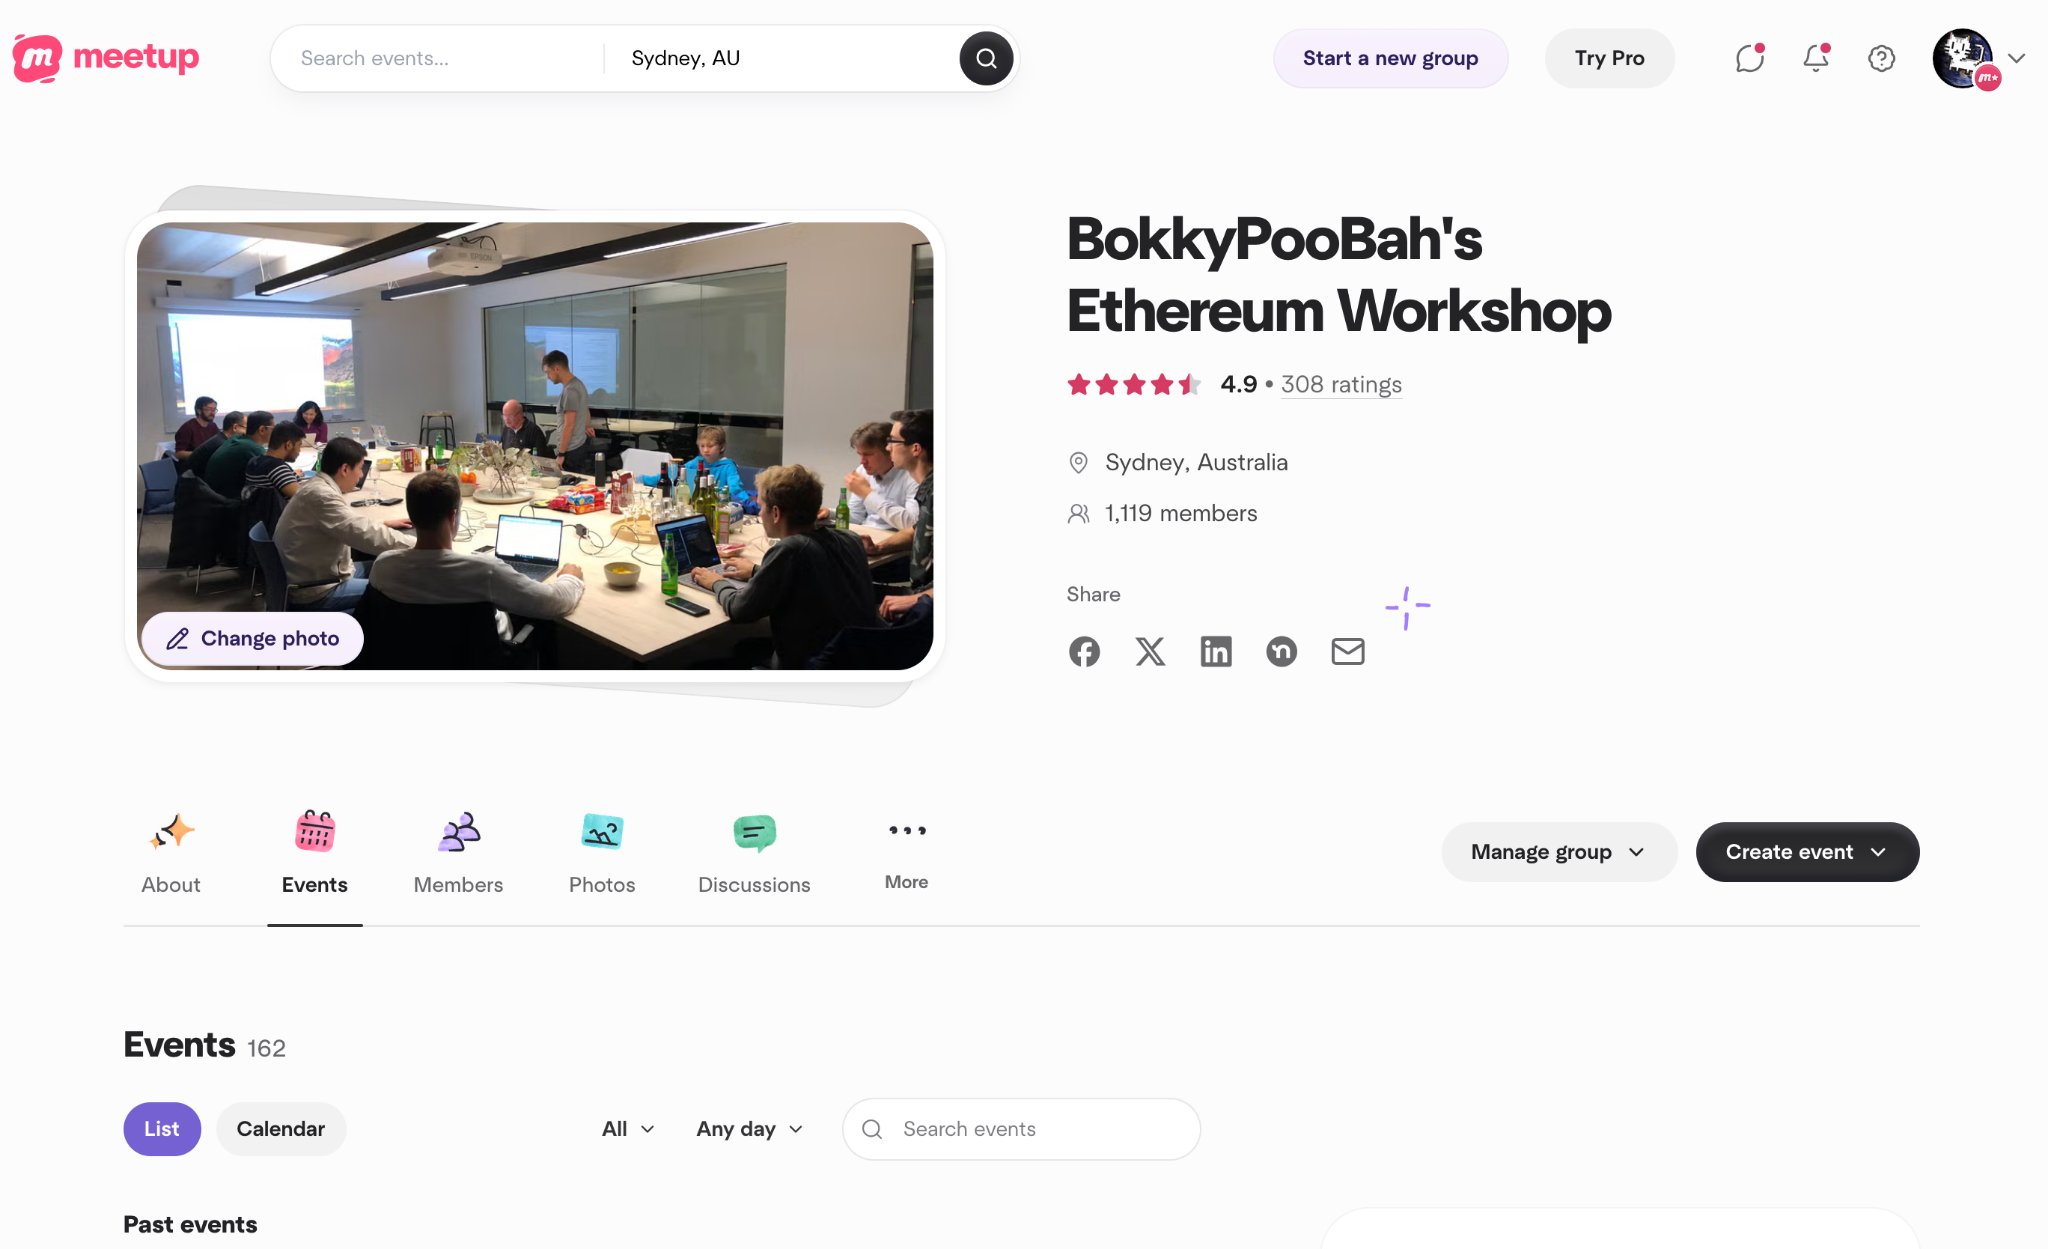 meetup
Search events...
Sydney, AU
Start a new group
Try Pro
BokkyPooBah's
Ethereum Workshop
4.9 • 308 ratings
Sydney, Australia
1,119 members
Share
EPSON
Change photo
About
Events
Members
Photos
Discussions
More
Manage group
Create event
Events 162
List
Calendar
All
Any day
Search events
Past events